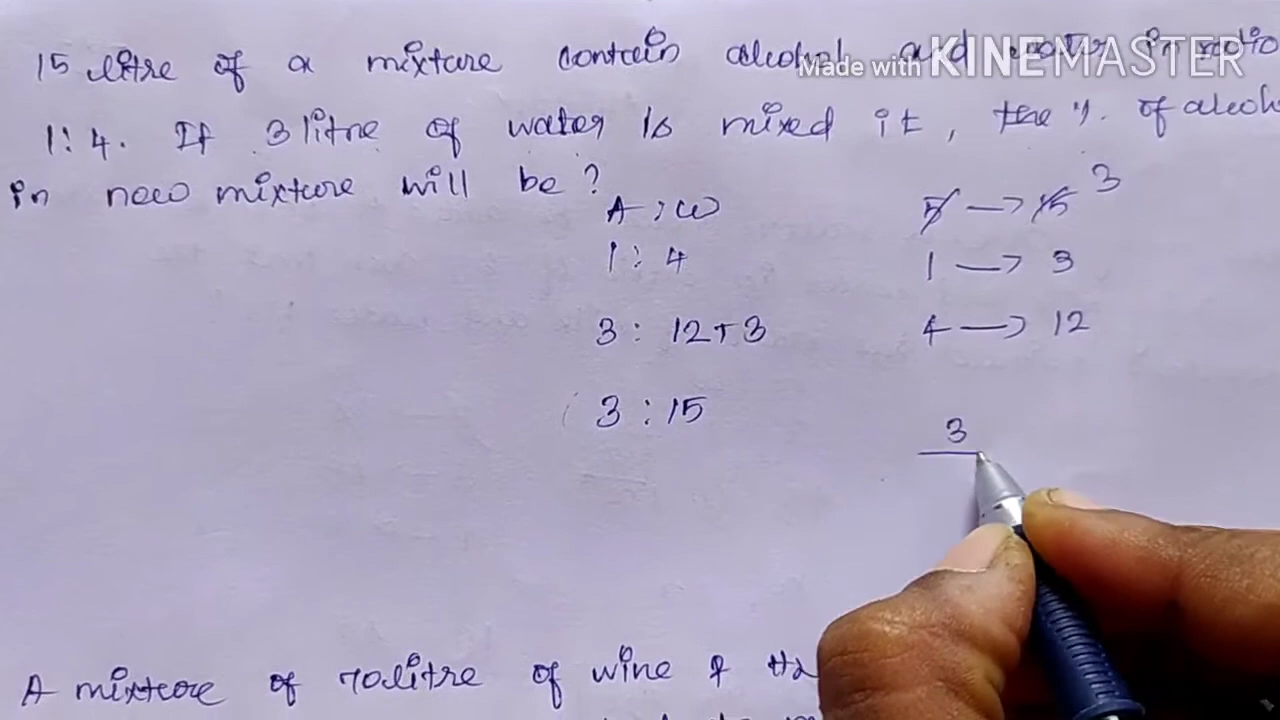 15 litre of a mixture contain alcohol and water in ratio
Made with KINEMASTER
1:4. If 3 litre of water is mixed it, the %. of alcoh
in new mixture will be?
A : W
1 : 4
3 : 12+3
3 : 15
5 → 15 3
1 → 3
4 → 12
3
A mixture of 70 litre of wine &